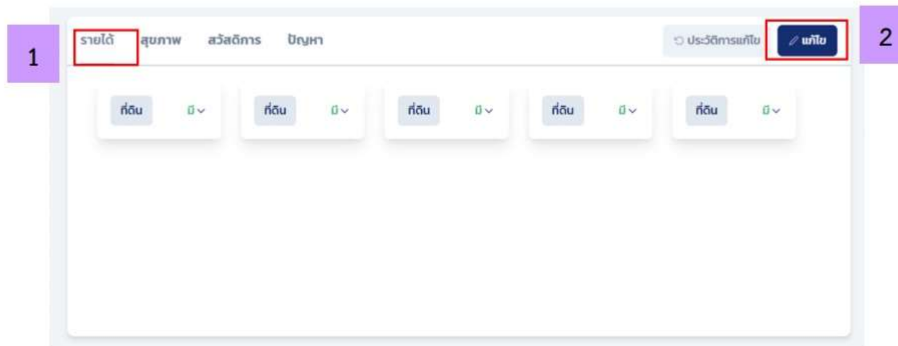 1
รายได้ สุขภาพ สวัสดิการ ปัญหา ประวัติการแก้ไข แก้ไข
2
ที่ดิน มี ที่ดิน มี ที่ดิน มี ที่ดิน มี ที่ดิน มี